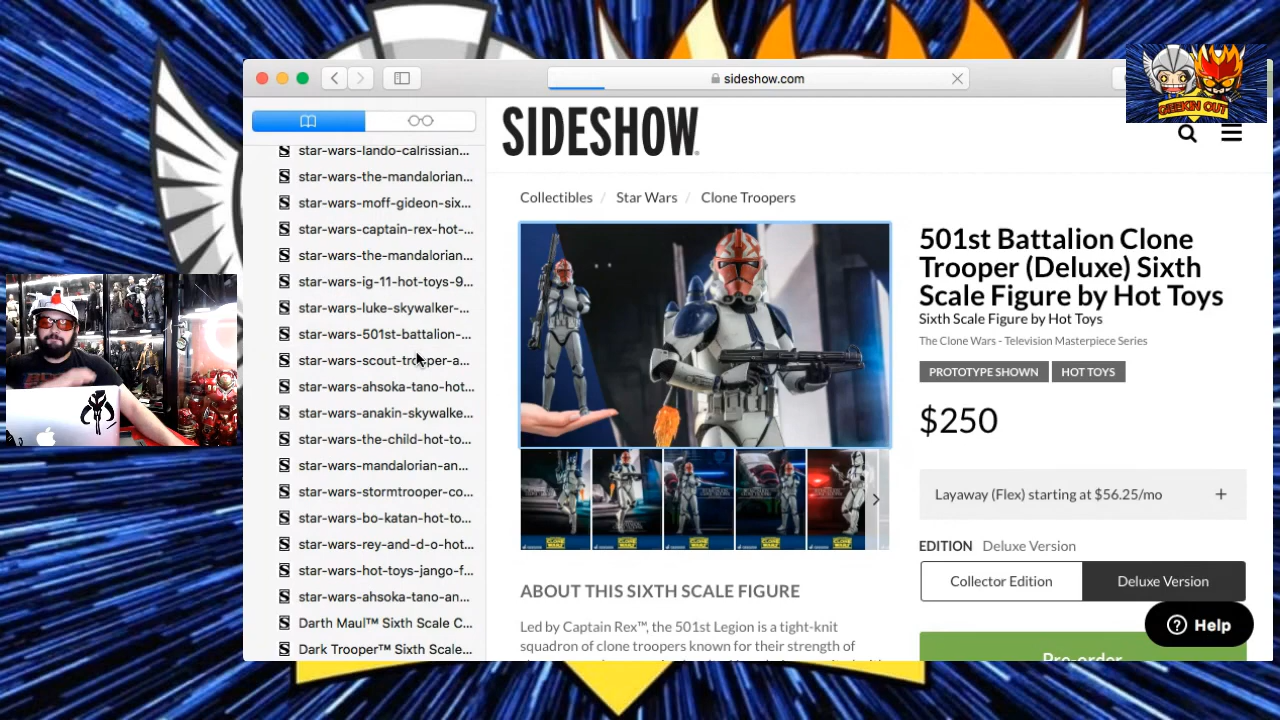 sideshow.com
GEEKIN OUT
SIDESHOW
star-wars-lando-calrissian...
star-wars-the-mandalorian...
star-wars-moff-gideon-six...
star-wars-captain-rex-hot-...
star-wars-the-mandalorian...
star-wars-ig-11-hot-toys-9...
star-wars-luke-skywalker-...
star-wars-501st-battalion-...
star-wars-scout-trooper-a...
star-wars-ahsoka-tano-hot...
star-wars-anakin-skywalke...
star-wars-the-child-hot-to...
star-wars-mandalorian-an...
star-wars-stormtrooper-co...
star-wars-bo-katan-hot-to...
star-wars-rey-and-d-o-hot...
star-wars-hot-toys-jango-f...
star-wars-ahsoka-tano-an...
Darth Maul™ Sixth Scale C...
Dark Trooper™ Sixth Scale...
Collectibles / Star Wars / Clone Troopers
501st Battalion Clone
Trooper (Deluxe) Sixth
Scale Figure by Hot Toys
Sixth Scale Figure by Hot Toys
The Clone Wars - Television Masterpiece Series
PROTOTYPE SHOWN HOT TOYS
$250
Layaway (Flex) starting at $56.25/mo +
EDITION Deluxe Version
Collector Edition Deluxe Version
Help
Pre-order
ABOUT THIS SIXTH SCALE FIGURE
Led by Captain Rex™, the 501st Legion is a tight-knit
squadron of clone troopers known for their strength of